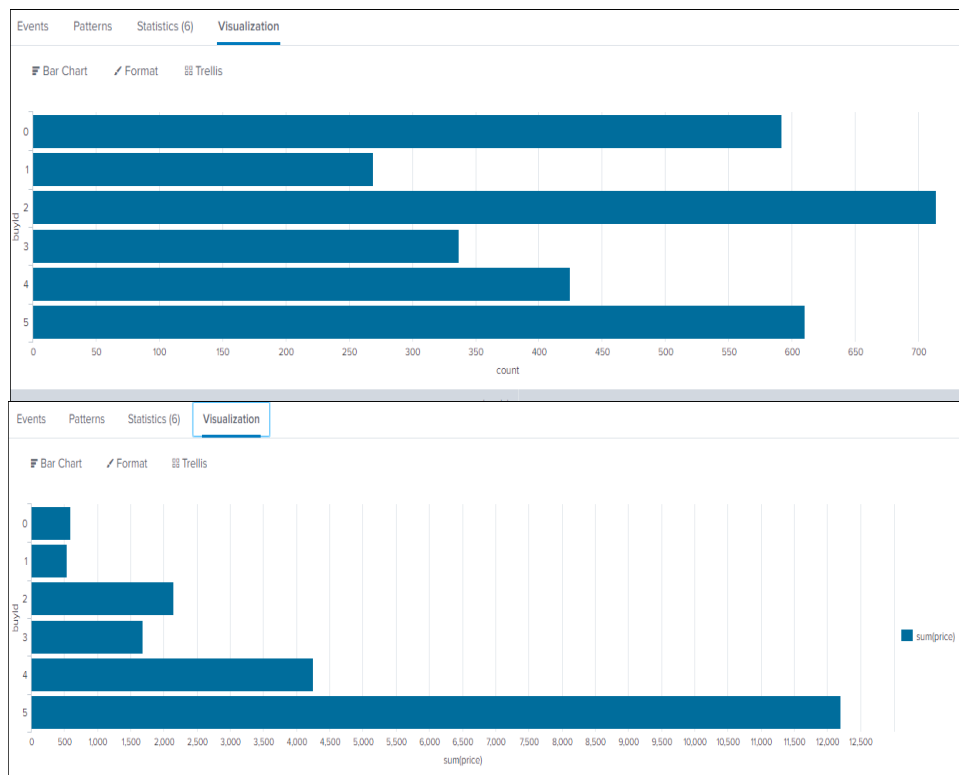 Events Patterns Statistics (6) Visualization
Bar Chart Format Trellis
buyId
0
1
2
3
4
5
0 50 100 150 200 250 300 350 400 450 500 550 600 650 700
count
Events Patterns Statistics (6) Visualization
Bar Chart Format Trellis
buyId
0
1
2
3
4
5
sum(price)
0 500 1,000 1,500 2,000 2,500 3,000 3,500 4,000 4,500 5,000 5,500 6,000 6,500 7,000 7,500 8,000 8,500 9,000 9,500 10,000 10,500 11,000 11,500 12,000 12,500
sum(price)